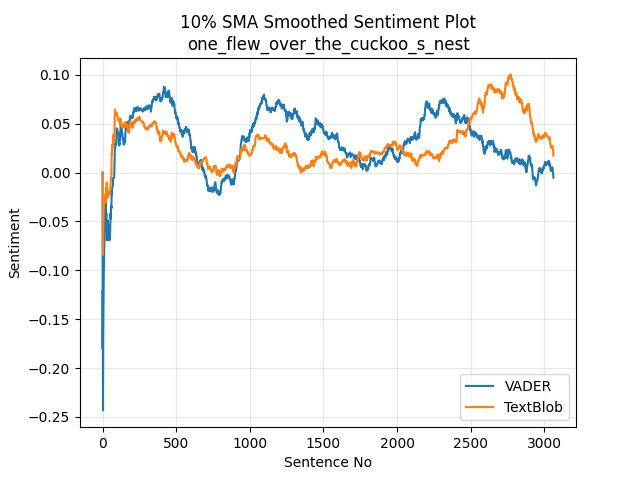 10% SMA Smoothed Sentiment Plot
one_flew_over_the_cuckoo_s_nest
0.10
0.05
0.00
−0.05
−0.10
−0.15
−0.20
−0.25
Sentiment
VADER
TextBlob
0 500 1000 1500 2000 2500 3000
Sentence No